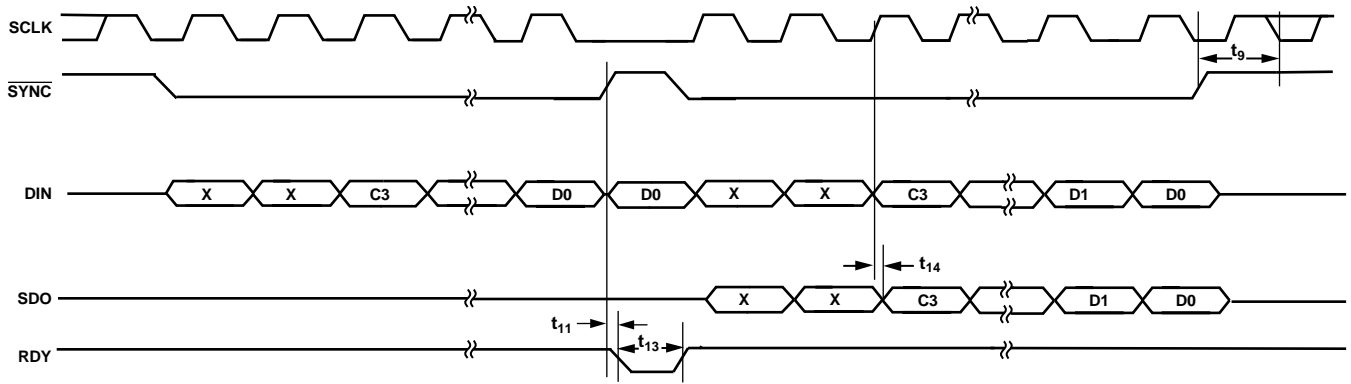 SCLK
t9
SYNC
DIN X X C3 D0 D0 X X C3 D1 D0
t14
SDO X X C3 D1 D0
t11 t13
RDY